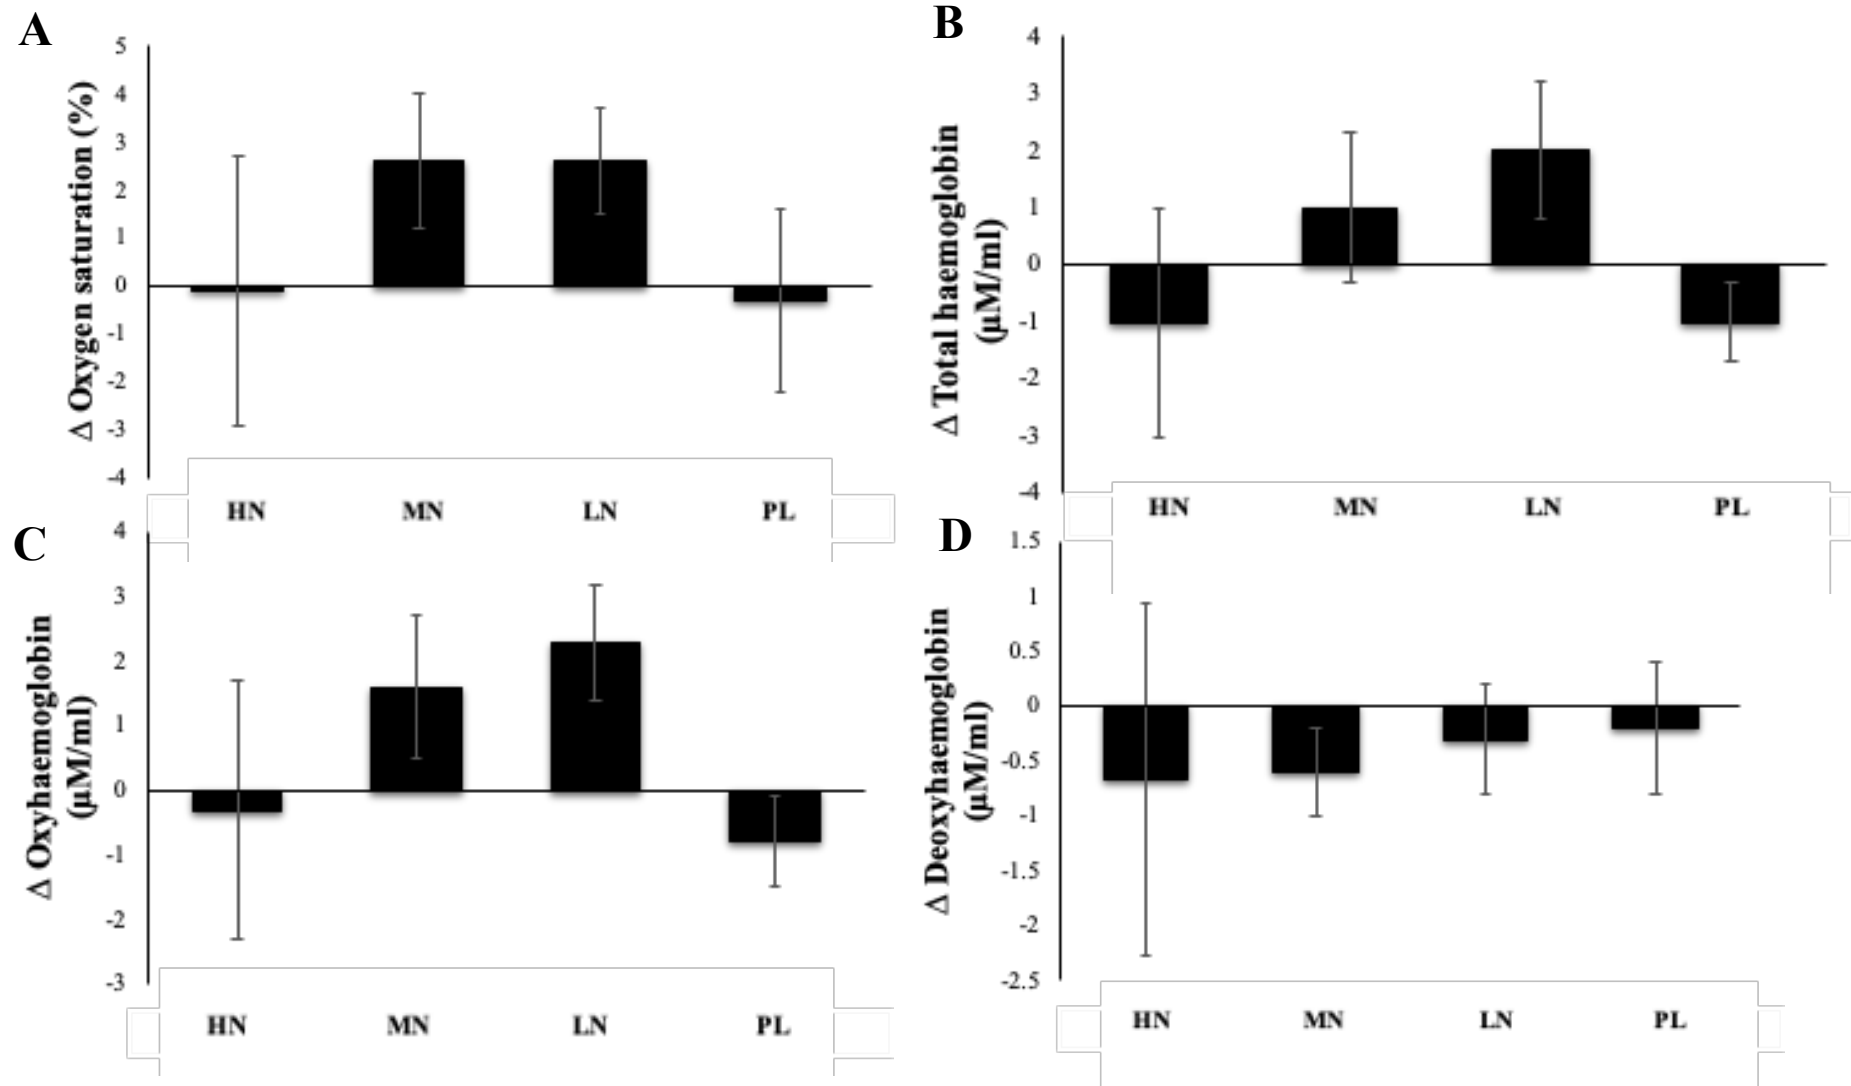 A
Δ Oxygen saturation (%)
5
4
3
2
1
0
-1
-2
-3
-4
HN MN LN PL
B
Δ Total haemoglobin
(µM/ml)
4
3
2
1
0
-1
-2
-3
-4
HN MN LN PL
C
Δ Oxyhaemoglobin
(µM/ml)
4
3
2
1
0
-1
-2
-3
HN MN LN PL
D
Δ Deoxyhaemoglobin
(µM/ml)
1.5
1
0.5
0
-0.5
-1
-1.5
-2
-2.5
HN MN LN PL